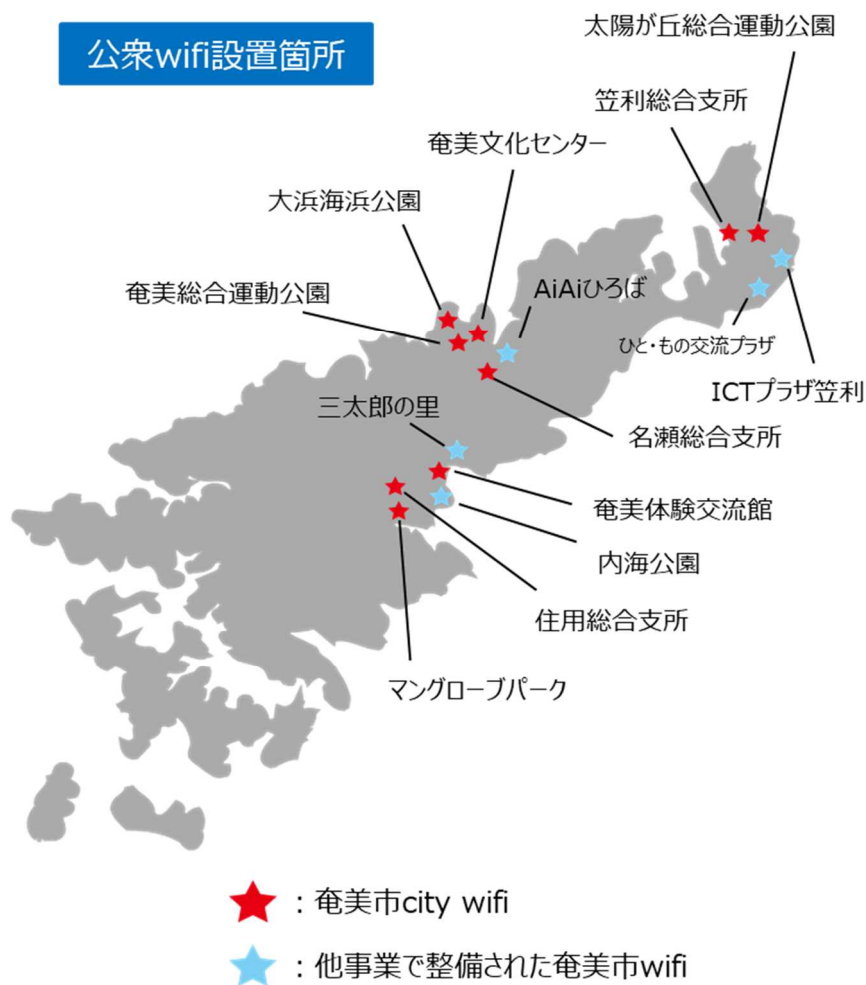 公衆wifi設置箇所
太陽が丘総合運動公園
笠利総合支所
奄美文化センター
大浜海浜公園
奄美総合運動公園
AiAiひろば
ひと・もの交流プラザ
ICTプラザ笠利
三太郎の里
名瀬総合支所
奄美体験交流館
内海公園
住用総合支所
マングローブパーク
：奄美市city wifi
：他事業で整備された奄美市wifi